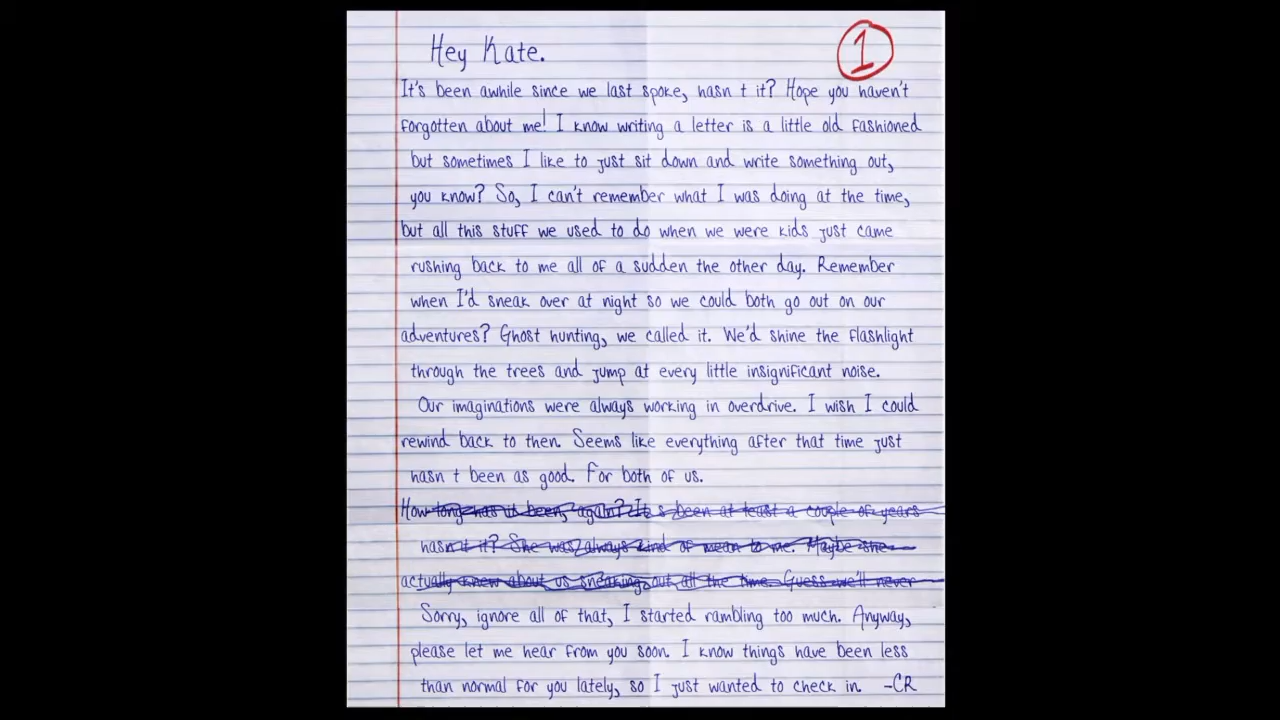 Hey Kate.
1
It's been awhile since we last spoke, hasn t it? Hope you haven't
forgotten about me! I know writing a letter is a little old fashioned
but sometimes I like to just sit down and write something out,
you know? So, I can't remember what I was doing at the time,
but all this stuff we used to do when we were kids just came
rushing back to me all of a sudden the other day. Remember
when I'd sneak over at night so we could both go out on our
adventures? Ghost hunting, we called it. We'd shine the flashlight
through the trees and jump at every little insignificant noise.
Our imaginations were always working in overdrive. I wish I could
rewind back to then. Seems like everything after that time just
hasn t been as good. For both of us.
How long has it been, again? It s been at least a couple of years
hasn t it? She was always kind of mean to me. Maybe she
actually knew about us sneaking out all the time. Guess we'll never
Sorry, ignore all of that, I started rambling too much. Anyway,
please let me hear from you soon. I know things have been less
than normal for you lately, so I just wanted to check in. -CR